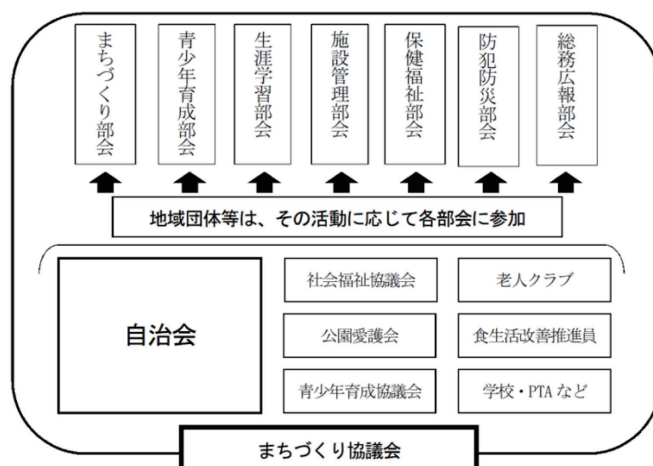 まちづくり部会
青少年育成部会
生涯学習部会
施設管理部会
保健福祉部会
防犯防災部会
総務広報部会
地域団体等は、その活動に応じて各部会に参加
自治会
社会福祉協議会
老人クラブ
公園愛護会
食生活改善推進員
青少年育成協議会
学校・PTA など
まちづくり協議会